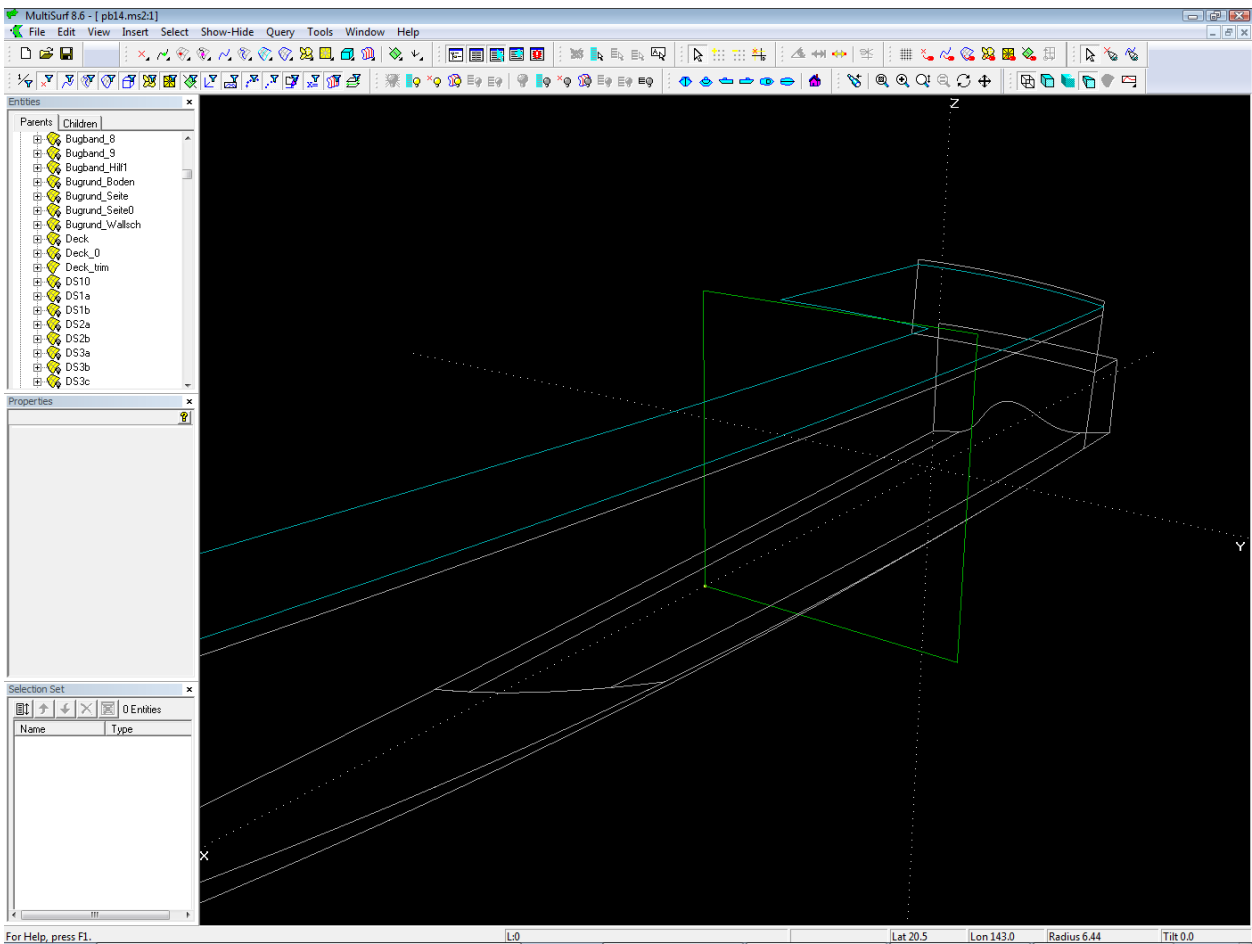 MultiSurf 8.6 - [ pb14.ms2:1]
File Edit View Insert Select Show-Hide Query Tools Window Help
Entities
Parents Children
Bugband_8
Bugband_9
Bugband_Hilf1
Bugrund_Boden
Bugrund_Seite
Bugrund_Seite0
Bugrund_Wallsch
Deck
Deck_0
Deck_trim
DS10
DS1a
DS1b
DS2a
DS2b
DS3a
DS3b
DS3c
Properties
Selection Set
0 Entities
Name Type
Z
Y
X
For Help, press F1. L:0 Lat 20.5 Lon 143.0 Radius 6.44 Tilt 0.0